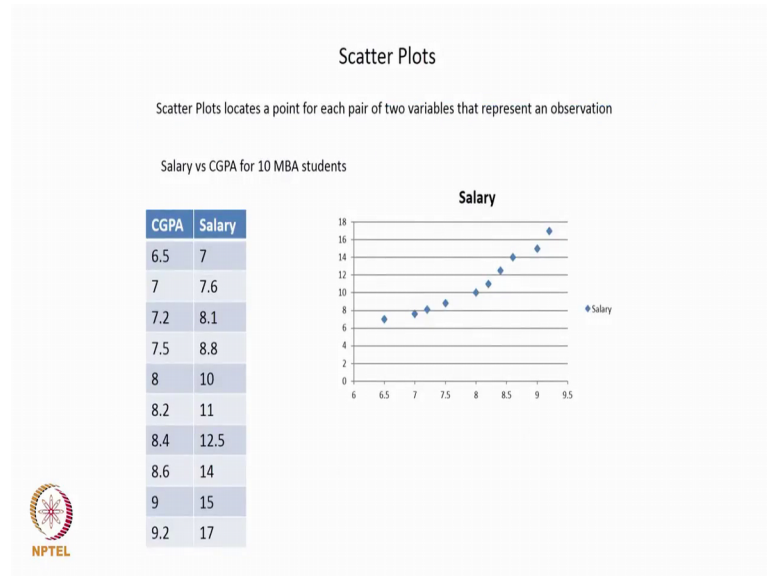 Scatter Plots
Scatter Plots locates a point for each pair of two variables that represent an observation
Salary vs CGPA for 10 MBA students
CGPA Salary
6.5 7
7 7.6
7.2 8.1
7.5 8.8
8 10
8.2 11
8.4 12.5
8.6 14
9 15
9.2 17
Salary
18
16
14
12
10
8
6
4
2
0
6 6.5 7 7.5 8 8.5 9 9.5
Salary
NPTEL